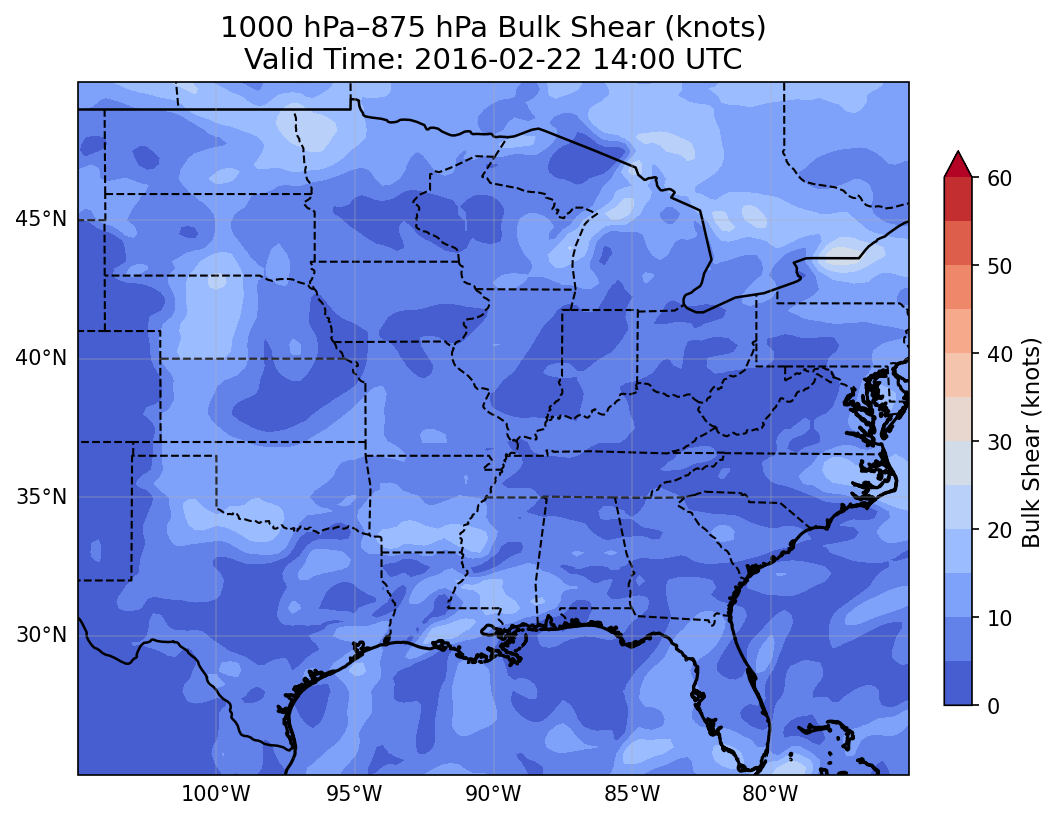 1000 hPa–875 hPa Bulk Shear (knots)
Valid Time: 2016-02-22 14:00 UTC
45°N
40°N
35°N
30°N
100°W
95°W
90°W
85°W
80°W
60
50
40
30
20
10
0
Bulk Shear (knots)